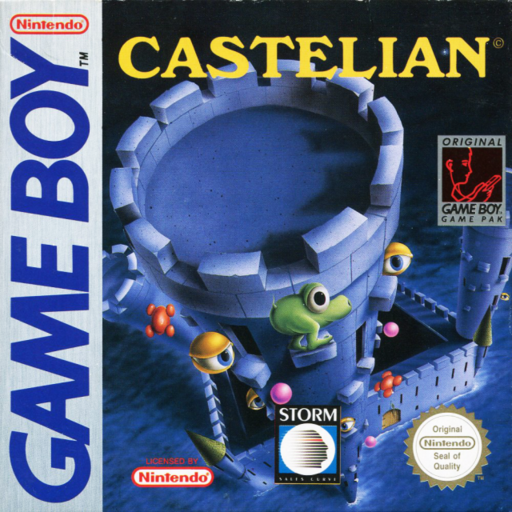 Nintendo
GAME BOY™
CASTELIAN©
ORIGINAL
GAME BOY
GAME PAK
STORM
SALES CURVE
LICENSED BY
Nintendo
Original
Nintendo
Seal of
Quality